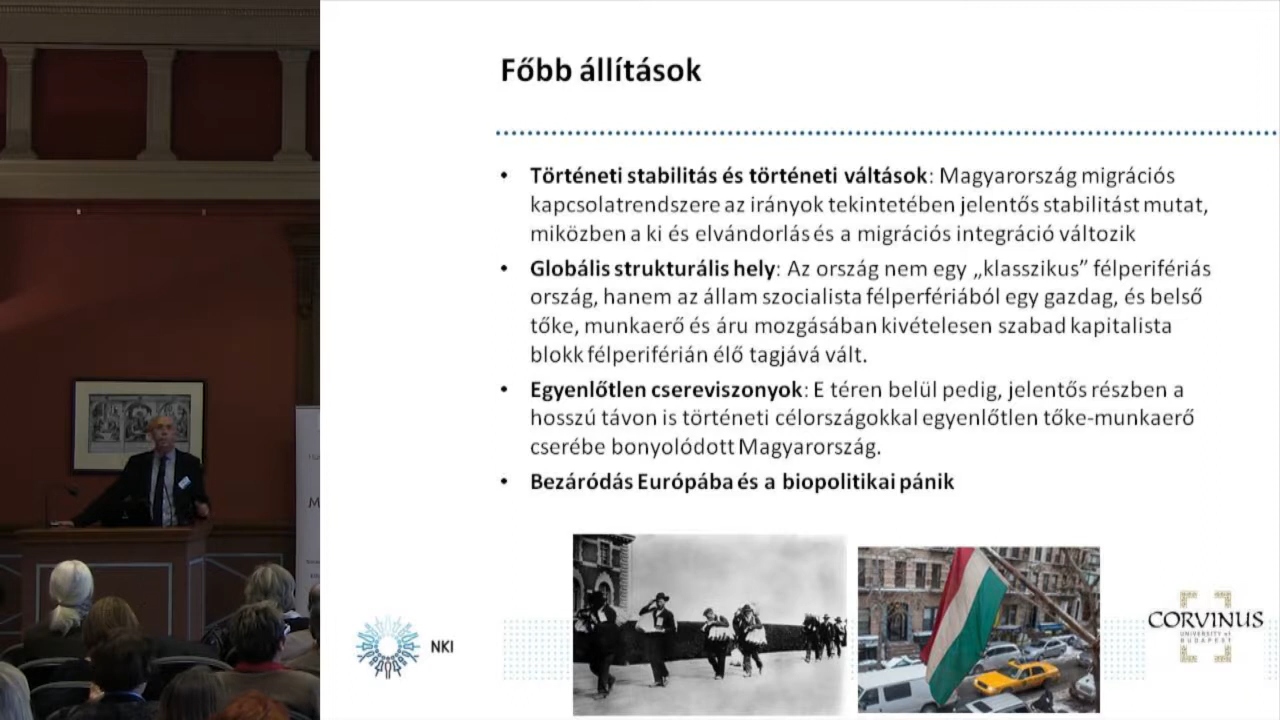 Főbb állítások
• Történeti stabilitás és történeti váltások: Magyarország migrációs
kapcsolatrendszere az irányok tekintetében jelentős stabilitást mutat,
miközben a ki és elvándorlás és a migrációs integráció változik
• Globális strukturális hely: Az ország nem egy „klasszikus” félperifériás
ország, hanem az állam szocialista félperfériából egy gazdag, és belső
tőke, munkaerő és áru mozgásában kivételesen szabad kapitalista
blokk félperiférián élő tagjává vált.
• Egyenlőtlen csereviszonyok: E téren belül pedig, jelentős részben a
hosszú távon is történeti célországokkal egyenlőtlen tőke-munkaerő
cserébe bonyolódott Magyarország.
• Bezáródás Európába és a biopolitikai pánik
NKI
CORVINUS
UNIVERSITY of
BUDAPEST